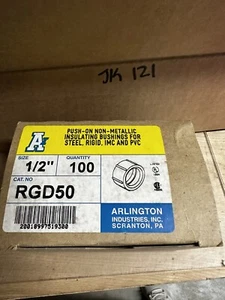 JK 121
A
PUSH-ON NON-METALLIC
INSULATING BUSHINGS FOR
STEEL, RIGID, IMC AND PVC
SIZE
QUANTITY
1/2"
100
CAT. NO
RGD50
ARLINGTON
INDUSTRIES, INC.
SCRANTON, PA
20018997519300